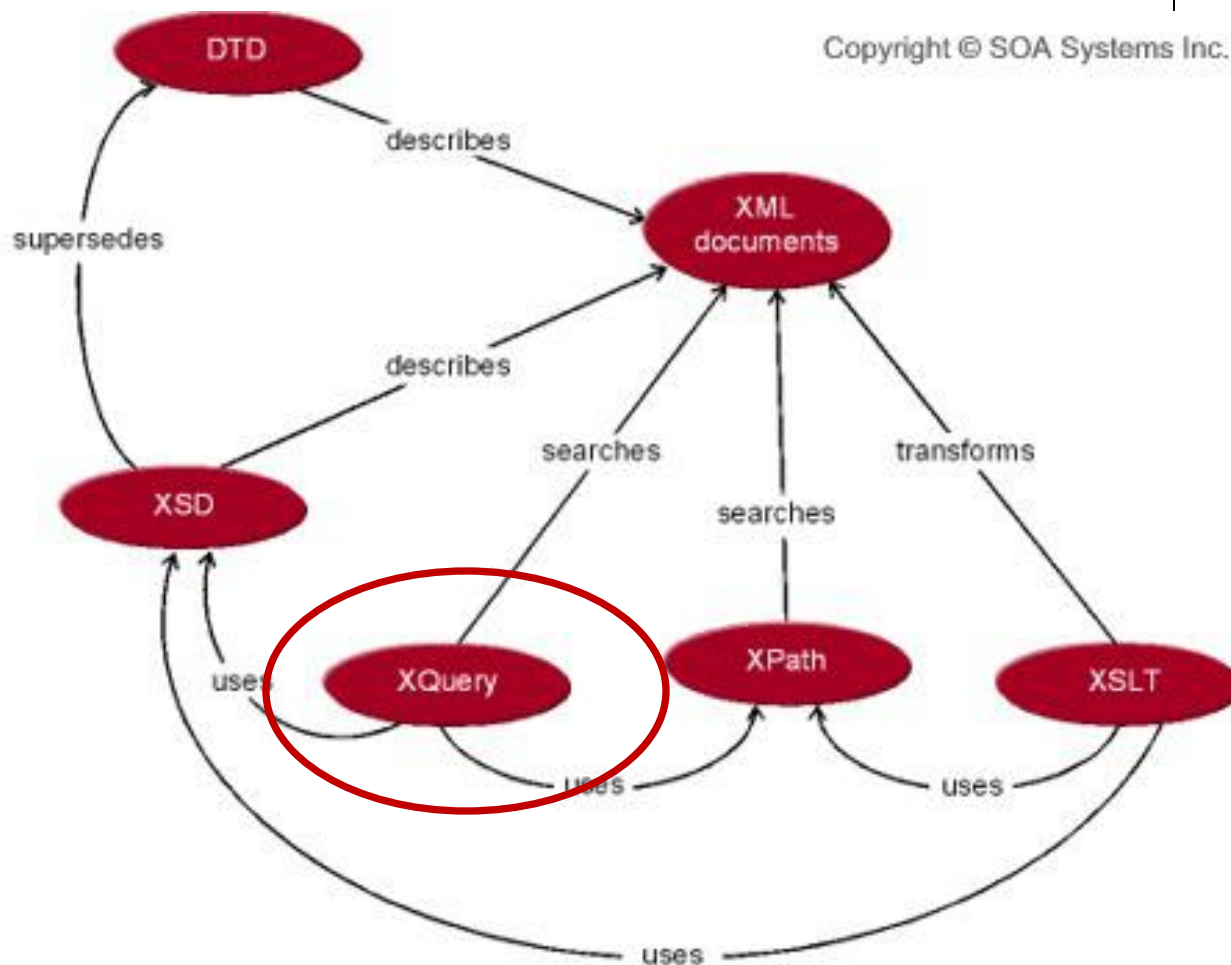 DTD
Copyright © SOA Systems Inc.
describes
XML
documents
supersedes
describes
searches
transforms
XSD
searches
uses
XQuery
XPath
XSLT
uses
uses
uses